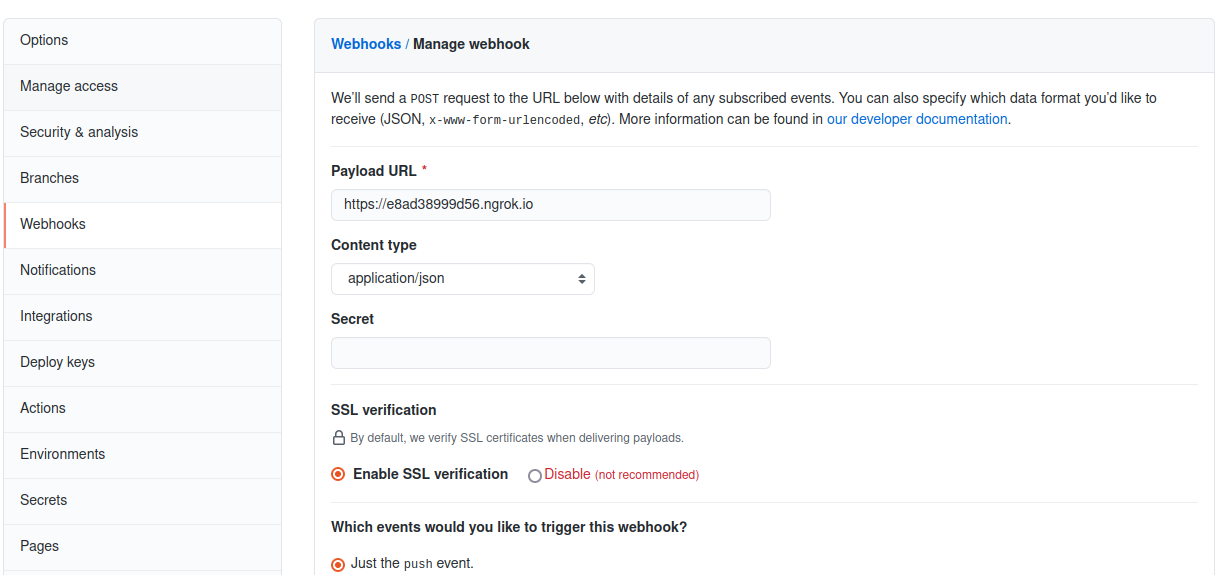 Options
Manage access
Security & analysis
Branches
Webhooks
Notifications
Integrations
Deploy keys
Actions
Environments
Secrets
Pages
Webhooks / Manage webhook
We'll send a POST request to the URL below with details of any subscribed events. You can also specify which data format you'd like to
receive (JSON, x-www-form-urlencoded, etc). More information can be found in our developer documentation.
Payload URL *
https://e8ad38999d56.ngrok.io
Content type
application/json
Secret
SSL verification
By default, we verify SSL certificates when delivering payloads.
Enable SSL verification Disable (not recommended)
Which events would you like to trigger this webhook?
Just the push event.